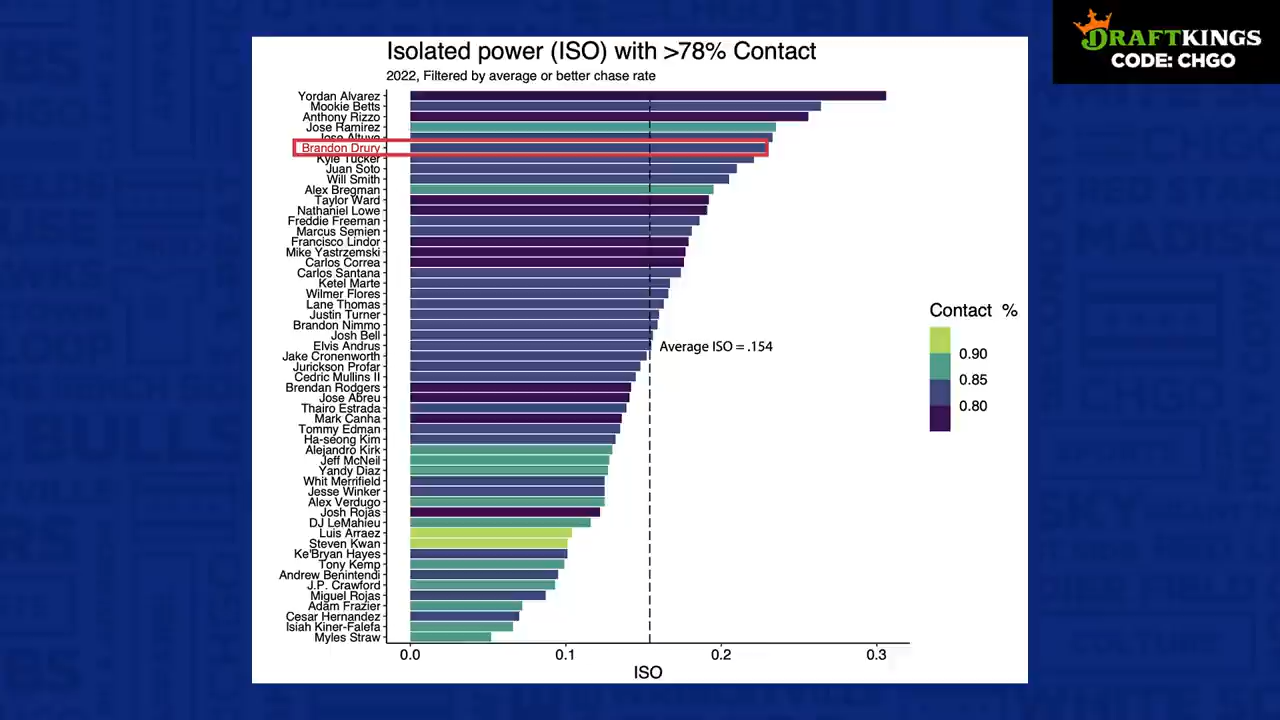 DRAFTKINGS
CODE: CHGO
Isolated power (ISO) with >78% Contact
2022, Filtered by average or better chase rate
Yordan Alvarez
Mookie Betts
Anthony Rizzo
Jose Ramirez
Jose Altuve
Brandon Drury
Kyle Tucker
Juan Soto
Will Smith
Alex Bregman
Taylor Ward
Nathaniel Lowe
Freddie Freeman
Marcus Semien
Francisco Lindor
Mike Yastrzemski
Carlos Correa
Carlos Santana
Ketel Marte
Wilmer Flores
Lane Thomas
Justin Turner
Brandon Nimmo
Josh Bell
Elvis Andrus
Jake Cronenworth
Jurickson Profar
Cedric Mullins II
Brendan Rodgers
Jose Abreu
Thairo Estrada
Mark Canha
Tommy Edman
Ha-seong Kim
Alejandro Kirk
Jeff McNeil
Yandy Diaz
Whit Merrifield
Jesse Winker
Alex Verdugo
Josh Rojas
DJ LeMahieu
Luis Arraez
Steven Kwan
Ke'Bryan Hayes
Tony Kemp
Andrew Benintendi
J.P. Crawford
Miguel Rojas
Adam Frazier
Cesar Hernandez
Isiah Kiner-Falefa
Myles Straw
Average ISO = .154
0.0 0.1 0.2 0.3
ISO
Contact %
0.90
0.85
0.80